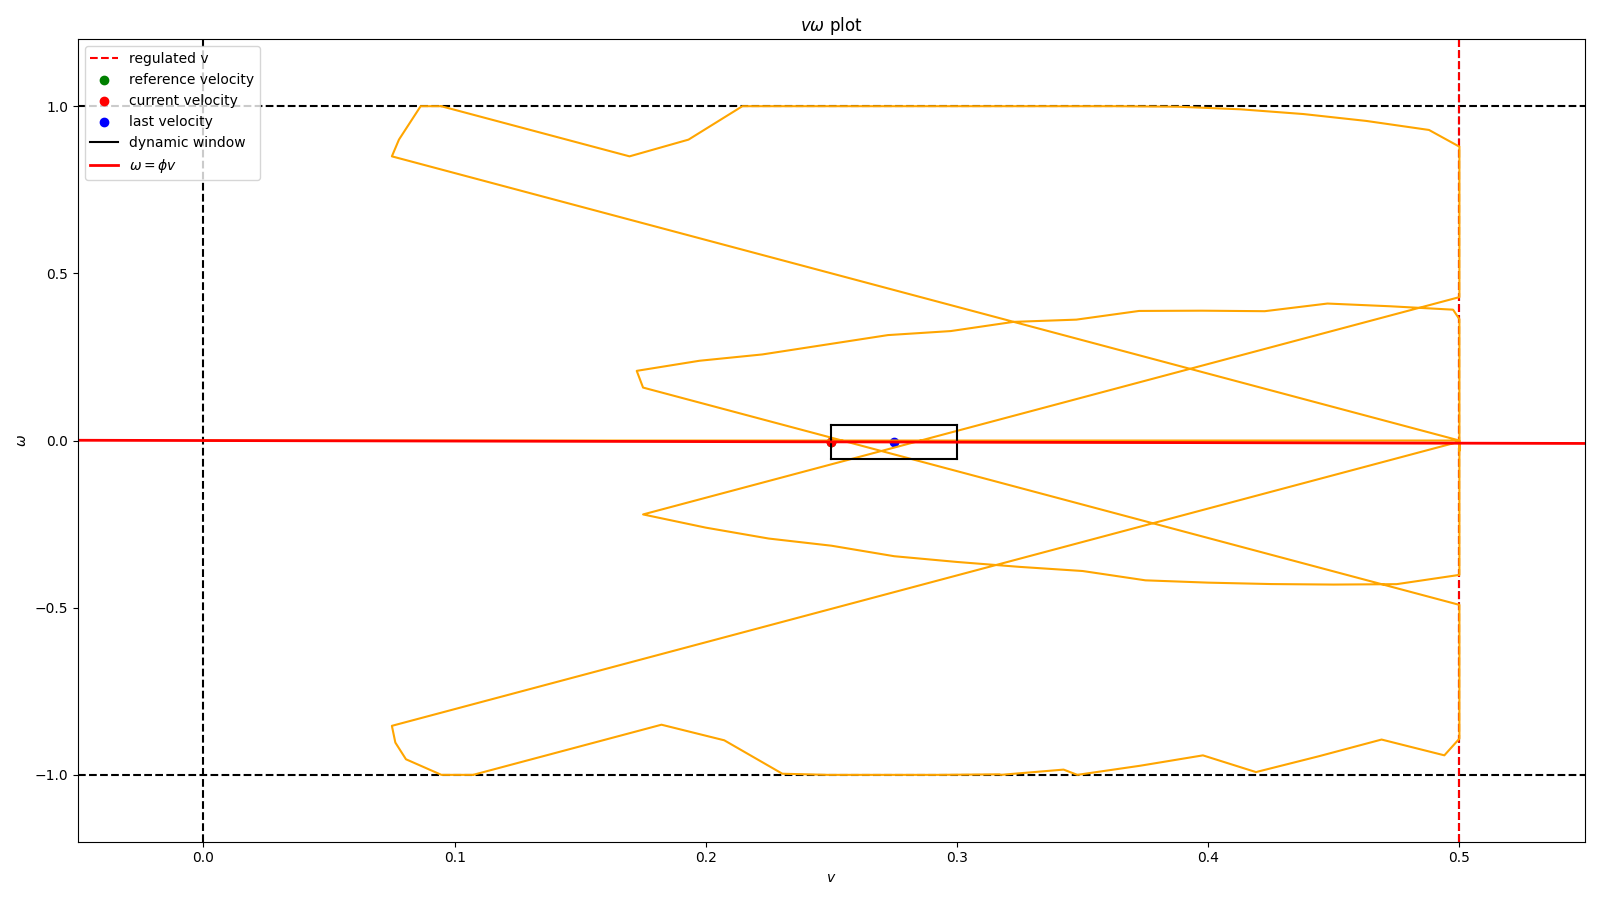 vω plot
regulated v
reference velocity
current velocity
last velocity
dynamic window
ω = ϕv
1.0
0.5
0.0
−0.5
−1.0
ω
0.0 0.1 0.2 0.3 0.4 0.5
v